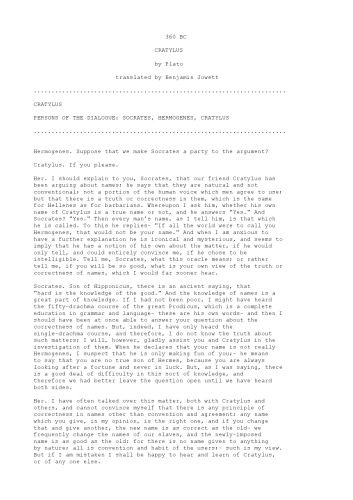 360 BC
CRATYLUS
by Plato
translated by Benjamin Jowett
CRATYLUS
PERSONS OF THE DIALOGUE: SOCRATES, HERMOGENES, CRATYLUS
Hermogenes. Suppose that we make Socrates a party to the argument?
Cratylus. If you please.
Her. I should explain to you, Socrates, that our friend Cratylus has
been arguing about names; he says that they are natural and not
conventional; not a portion of the human voice which men agree to use;
but that there is a truth or correctness in them, which is the same
for Hellenes as for barbarians. Whereupon I ask him, whether his own
name of Cratylus is a true name or not, and he answers "Yes." And
Socrates? "Yes." Then every man's name, as I tell him, is that which
he is called. To this he replies- "If all the world were to call you
Hermogenes, that would not be your name." And when I am anxious to
have a further explanation he is ironical and mysterious, and seems to
imply that he has a notion of his own about the matter, if he would
only tell, and could entirely convince me, if he chose to be
intelligible. Tell me, Socrates, what this oracle means; or rather
tell me, if you will be so good, what is your own view of the truth or
correctness of names, which I would far sooner hear.
Socrates. Son of Hipponicus, there is an ancient saying, that
"hard is the knowledge of the good." And the knowledge of names is a
great part of knowledge. If I had not been poor, I might have heard
the fifty-drachma course of the great Prodicus, which is a complete
education in grammar and language- these are his own words- and then I
should have been at once able to answer your question about the
correctness of names. But, indeed, I have only heard the
single-drachma course, and therefore, I do not know the truth about
such matters; I will, however, gladly assist you and Cratylus in the
investigation of them. When he declares that your name is not really
Hermogenes, I suspect that he is only making fun of you;- he means
to say that you are no true son of Hermes, because you are always
looking after a fortune and never in luck. But, as I was saying, there
is a good deal of difficulty in this sort of knowledge, and
therefore we had better leave the question open until we have heard
both sides.
Her. I have often talked over this matter, both with Cratylus and
others, and cannot convince myself that there is any principle of
correctness in names other than convention and agreement; any name
which you give, in my opinion, is the right one, and if you change
that and give another, the new name is as correct as the old- we
frequently change the names of our slaves, and the newly-imposed
name is as good as the old: for there is no name given to anything
by nature; all is convention and habit of the users;- such is my view.
But if I am mistaken I shall be happy to hear and learn of Cratylus,
or of any one else.